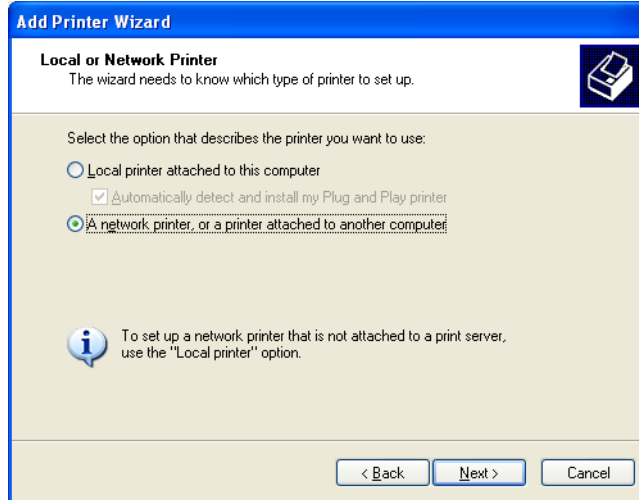 Add Printer Wizard
Local or Network Printer
The wizard needs to know which type of printer to set up.
Select the option that describes the printer you want to use:
Local printer attached to this computer
Automatically detect and install my Plug and Play printer
A network printer, or a printer attached to another computer
To set up a network printer that is not attached to a print server,
use the "Local printer" option.
< Back Next > Cancel